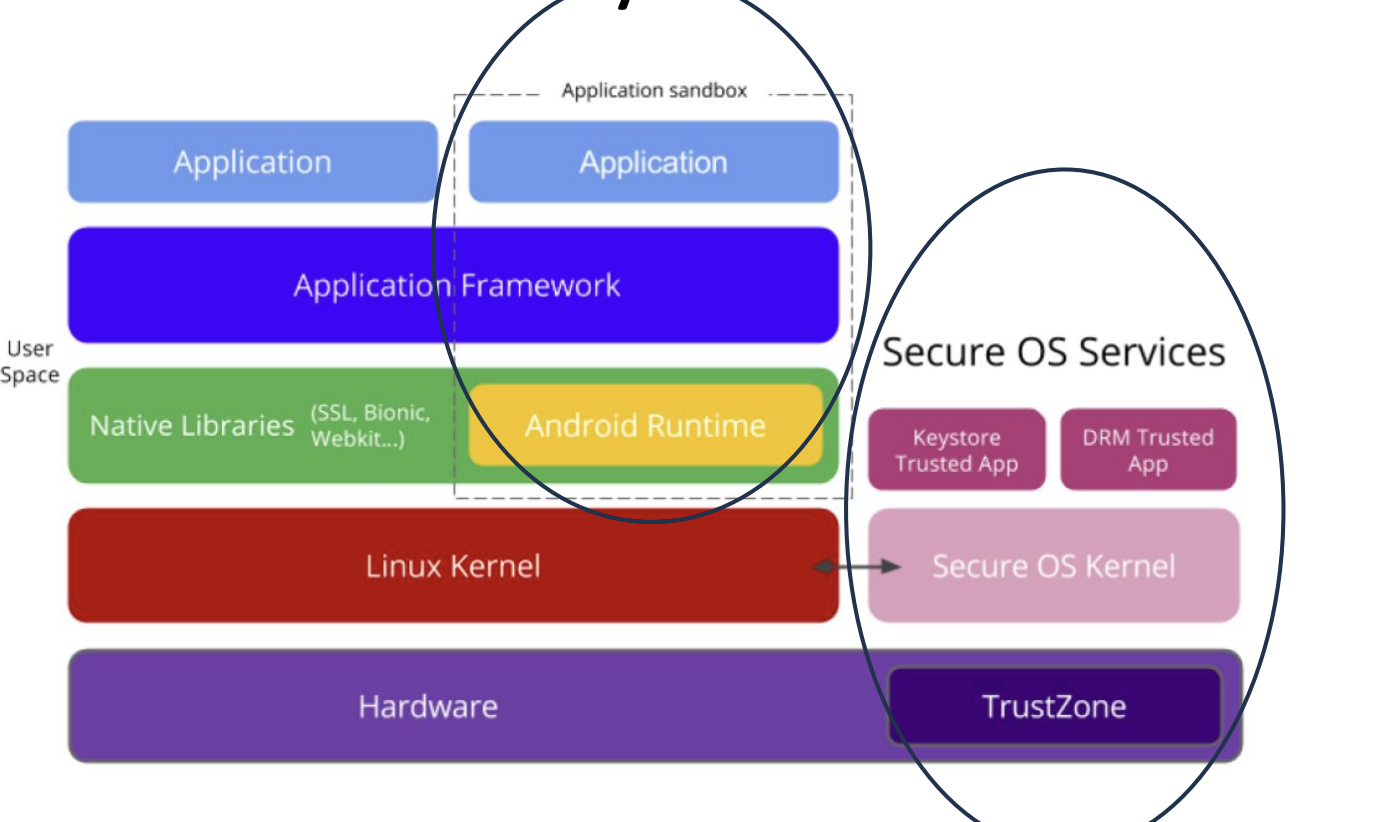 Application sandbox
Application
Application
Application Framework
User
Space
Native Libraries
(SSL, Bionic,
Webkit...)
Android Runtime
Secure OS Services
Keystore
Trusted App
DRM Trusted
App
Linux Kernel
Secure OS Kernel
Hardware
TrustZone